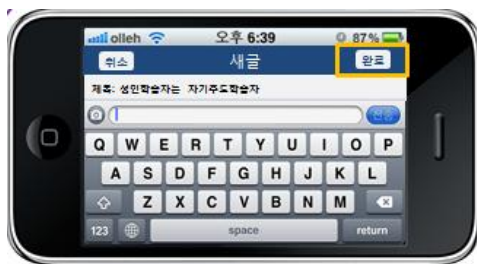 olleh 오후 6:39 87%
취소 새글 완료
제목: 성인학습자는 자기주도학습자
전송
Q W E R T Y U I O P
A S D F G H J K L
Z X C V B N M
123 space return